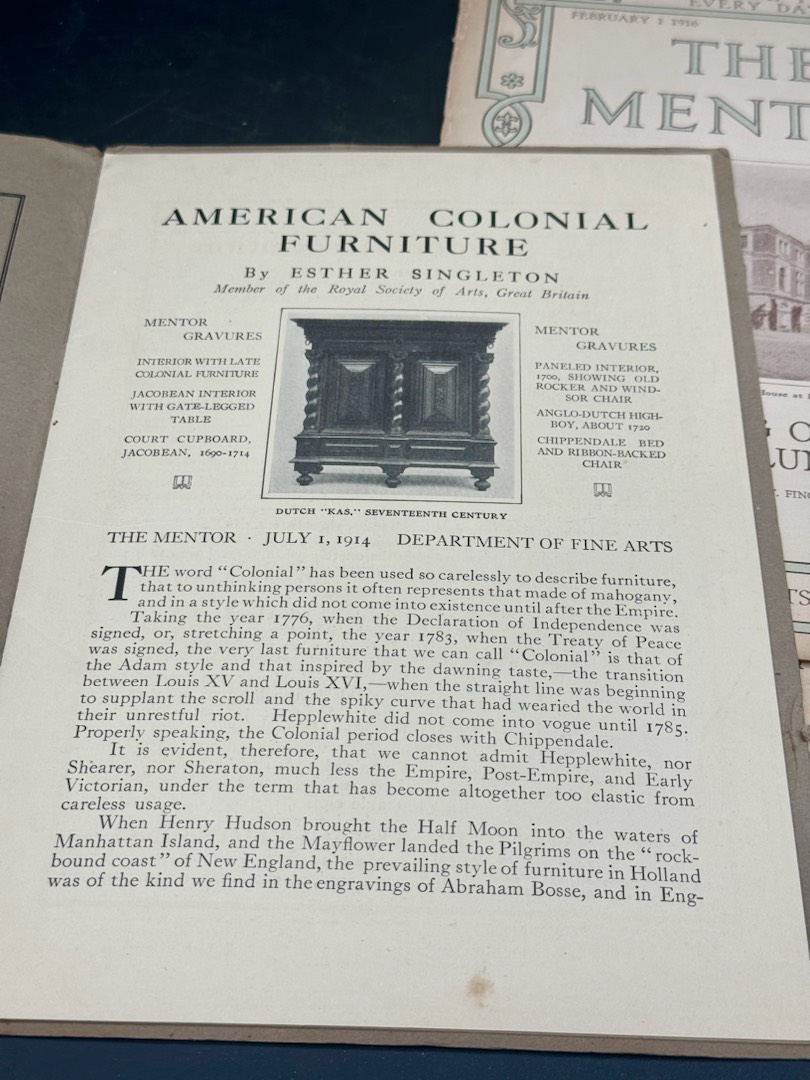 EVERY DA
FEBRUARY 1 1916
THE
MENT
AMERICAN COLONIAL
FURNITURE
By ESTHER SINGLETON
Member of the Royal Society of Arts, Great Britain
MENTOR
GRAVURES
INTERIOR WITH LATE
COLONIAL FURNITURE
JACOBEAN INTERIOR
WITH GATE-LEGGED
TABLE
COURT CUPBOARD,
JACOBEAN, 1690-1714
MENTOR
GRAVURES
PANELED INTERIOR,
1700, SHOWING OLD
ROCKER AND WIND-
SOR CHAIR
ANGLO-DUTCH HIGH-
BOY, ABOUT 1720
CHIPPENDALE BED
AND RIBBON-BACKED
CHAIR
DUTCH "KAS," SEVENTEENTH CENTURY
THE MENTOR · JULY 1, 1914 DEPARTMENT OF FINE ARTS
THE word "Colonial" has been used so carelessly to describe furniture,
that to unthinking persons it often represents that made of mahogany,
and in a style which did not come into existence until after the Empire.
Taking the year 1776, when the Declaration of Independence was
signed, or, stretching a point, the year 1783, when the Treaty of Peace
was signed, the very last furniture that we can call "Colonial" is that of
the Adam style and that inspired by the dawning taste,—the transition
between Louis XV and Louis XVI,—when the straight line was beginning
to supplant the scroll and the spiky curve that had wearied the world in
their unrestful riot. Hepplewhite did not come into vogue until 1785.
Properly speaking, the Colonial period closes with Chippendale.
It is evident, therefore, that we cannot admit Hepplewhite, nor
Shearer, nor Sheraton, much less the Empire, Post-Empire, and Early
Victorian, under the term that has become altogether too elastic from
careless usage.
When Henry Hudson brought the Half Moon into the waters of
Manhattan Island, and the Mayflower landed the Pilgrims on the "rock-
bound coast" of New England, the prevailing style of furniture in Holland
was of the kind we find in the engravings of Abraham Bosse, and in Eng-
House at
FING